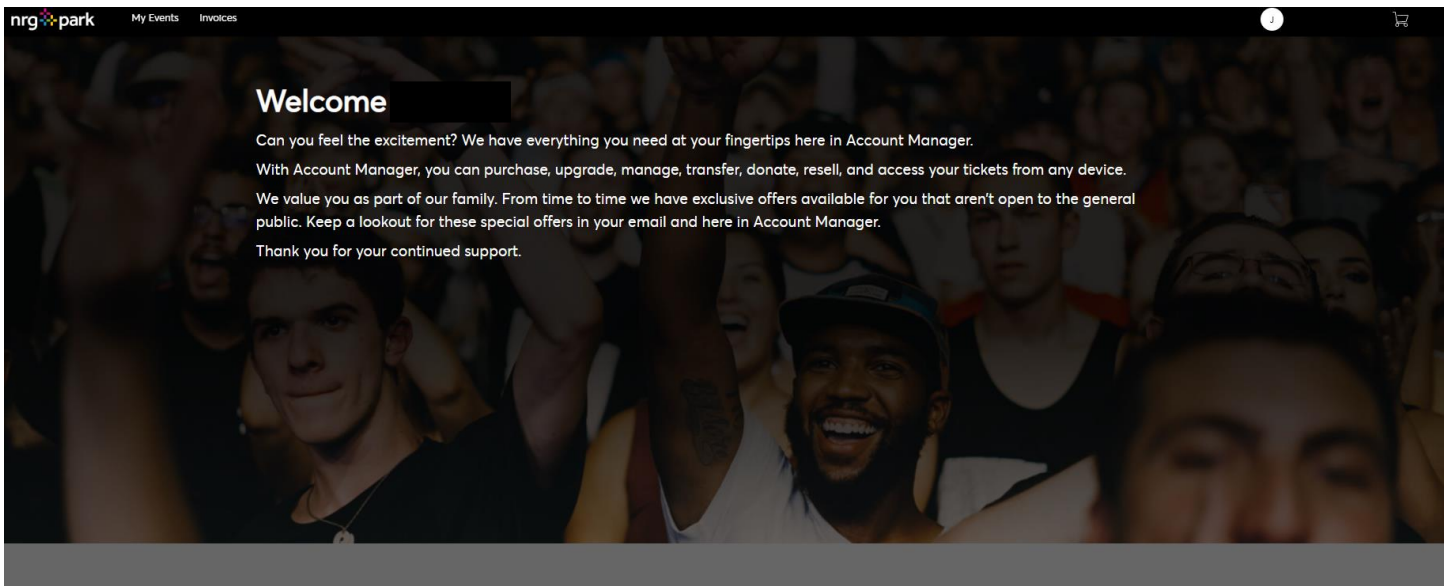 nrg park My Events Invoices J
Welcome
Can you feel the excitement? We have everything you need at your fingertips here in Account Manager.
With Account Manager, you can purchase, upgrade, manage, transfer, donate, resell, and access your tickets from any device.
We value you as part of our family. From time to time we have exclusive offers available for you that aren't open to the general
public. Keep a lookout for these special offers in your email and here in Account Manager.
Thank you for your continued support.